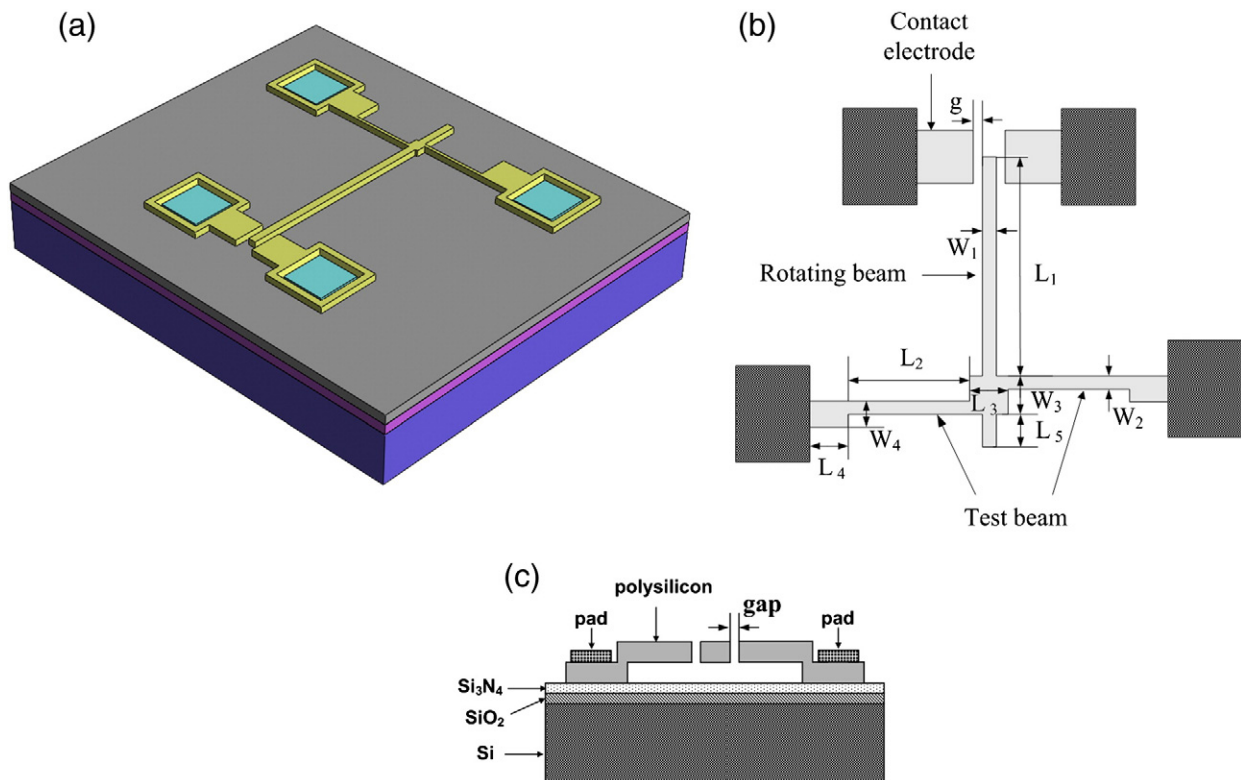 (a)
(b)
Contact
electrode
g
W₁
L₁
Rotating beam
L₂
L₃
W₃
W₂
W₄
L₅
L₄
Test beam
(c)
polysilicon
gap
pad
pad
Si₃N₄
SiO₂
Si